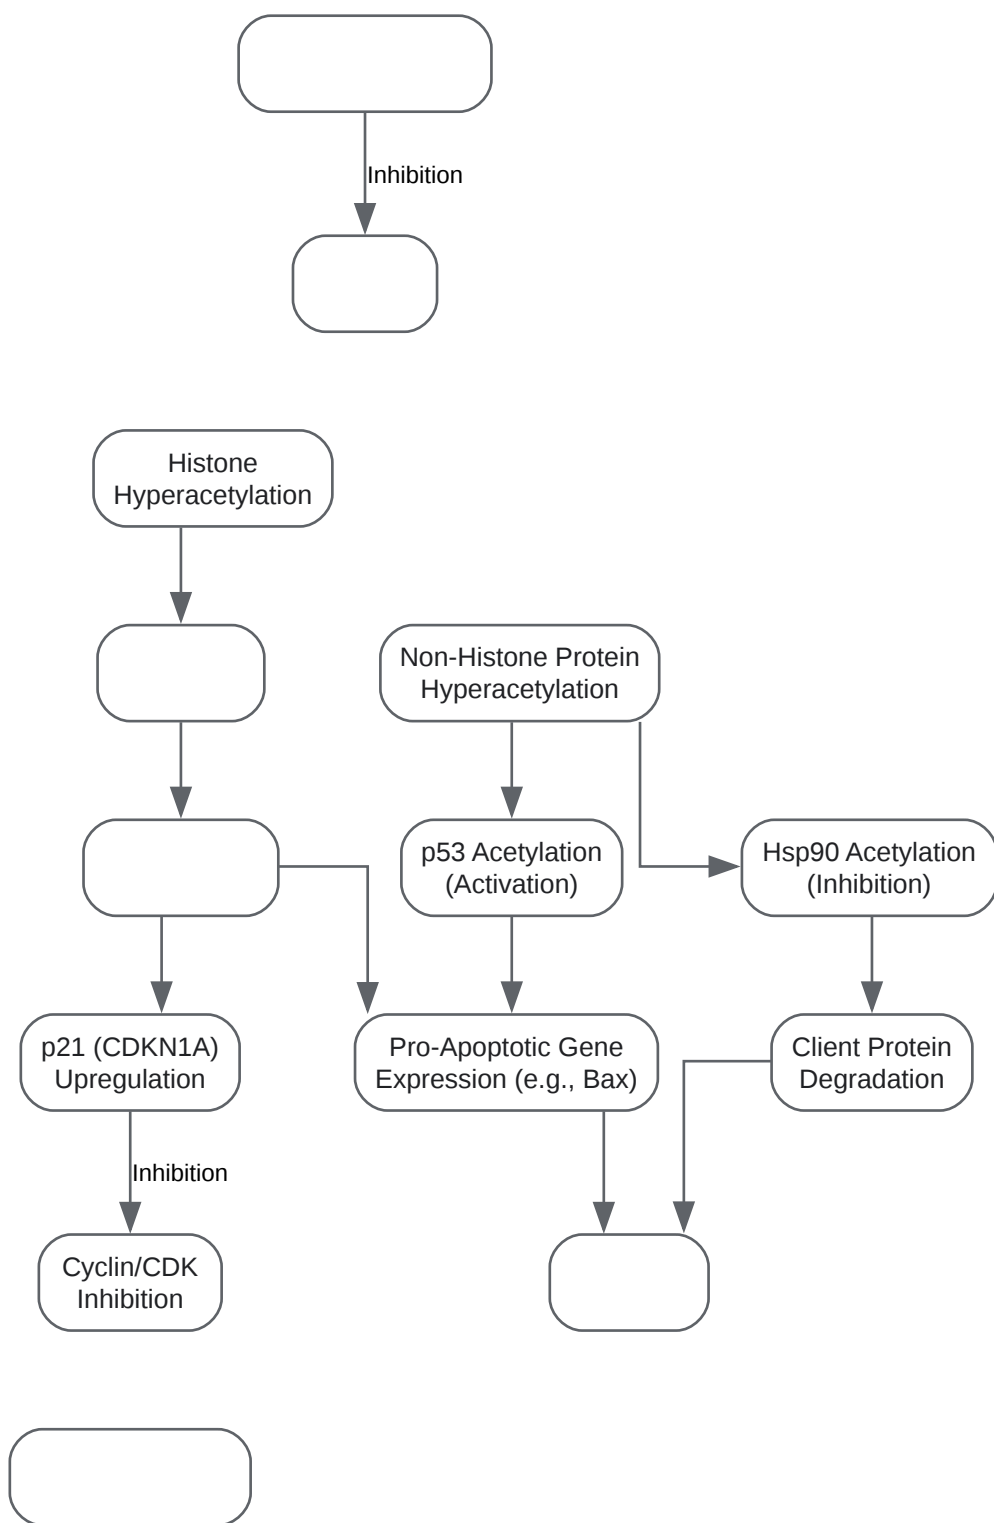 Inhibition
Histone
Hyperacetylation
Non-Histone Protein
Hyperacetylation
p53 Acetylation
(Activation)
Hsp90 Acetylation
(Inhibition)
p21 (CDKN1A)
Upregulation
Pro-Apoptotic Gene
Expression (e.g., Bax)
Client Protein
Degradation
Inhibition
Cyclin/CDK
Inhibition